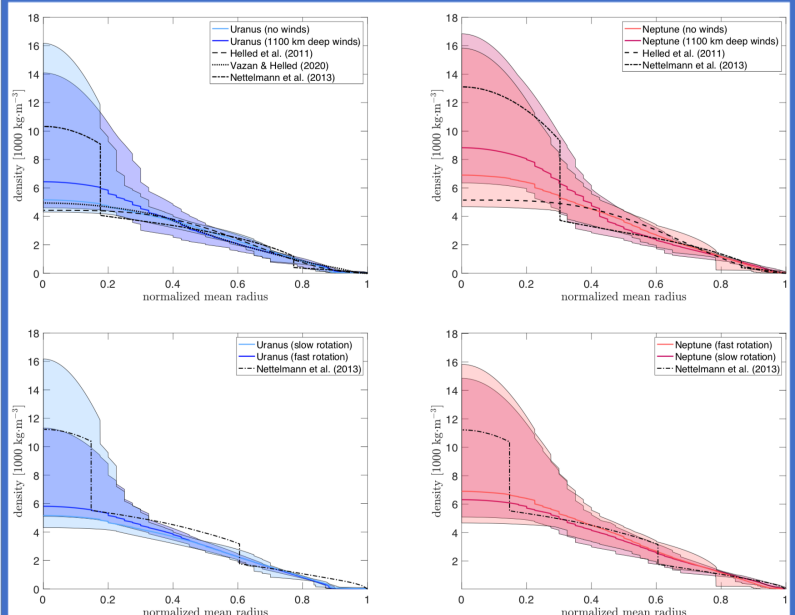 18
16
14
12
10
8
6
4
2
0
density [1000 kg·m⁻³]
0
0.2
0.4
0.6
0.8
1
normalized mean radius
Uranus (no winds)
Uranus (1100 km deep winds)
Helled et al. (2011)
Vazan & Helled (2020)
Nettelmann et al. (2013)
18
16
14
12
10
8
6
4
2
0
density [1000 kg·m⁻³]
0
0.2
0.4
0.6
0.8
1
normalized mean radius
Neptune (no winds)
Neptune (1100 km deep winds)
Helled et al. (2011)
Nettelmann et al. (2013)
18
16
14
12
10
8
6
4
2
0
density [1000 kg·m⁻³]
0
0.2
0.4
0.6
0.8
1
normalized mean radius
Uranus (slow rotation)
Uranus (fast rotation)
Nettelmann et al. (2013)
18
16
14
12
10
8
6
4
2
density [1000 kg·m⁻³]
0
0.2
0.4
0.6
0.8
1
normalized mean radius
Neptune (fast rotation)
Neptune (slow rotation)
Nettelmann et al. (2013)